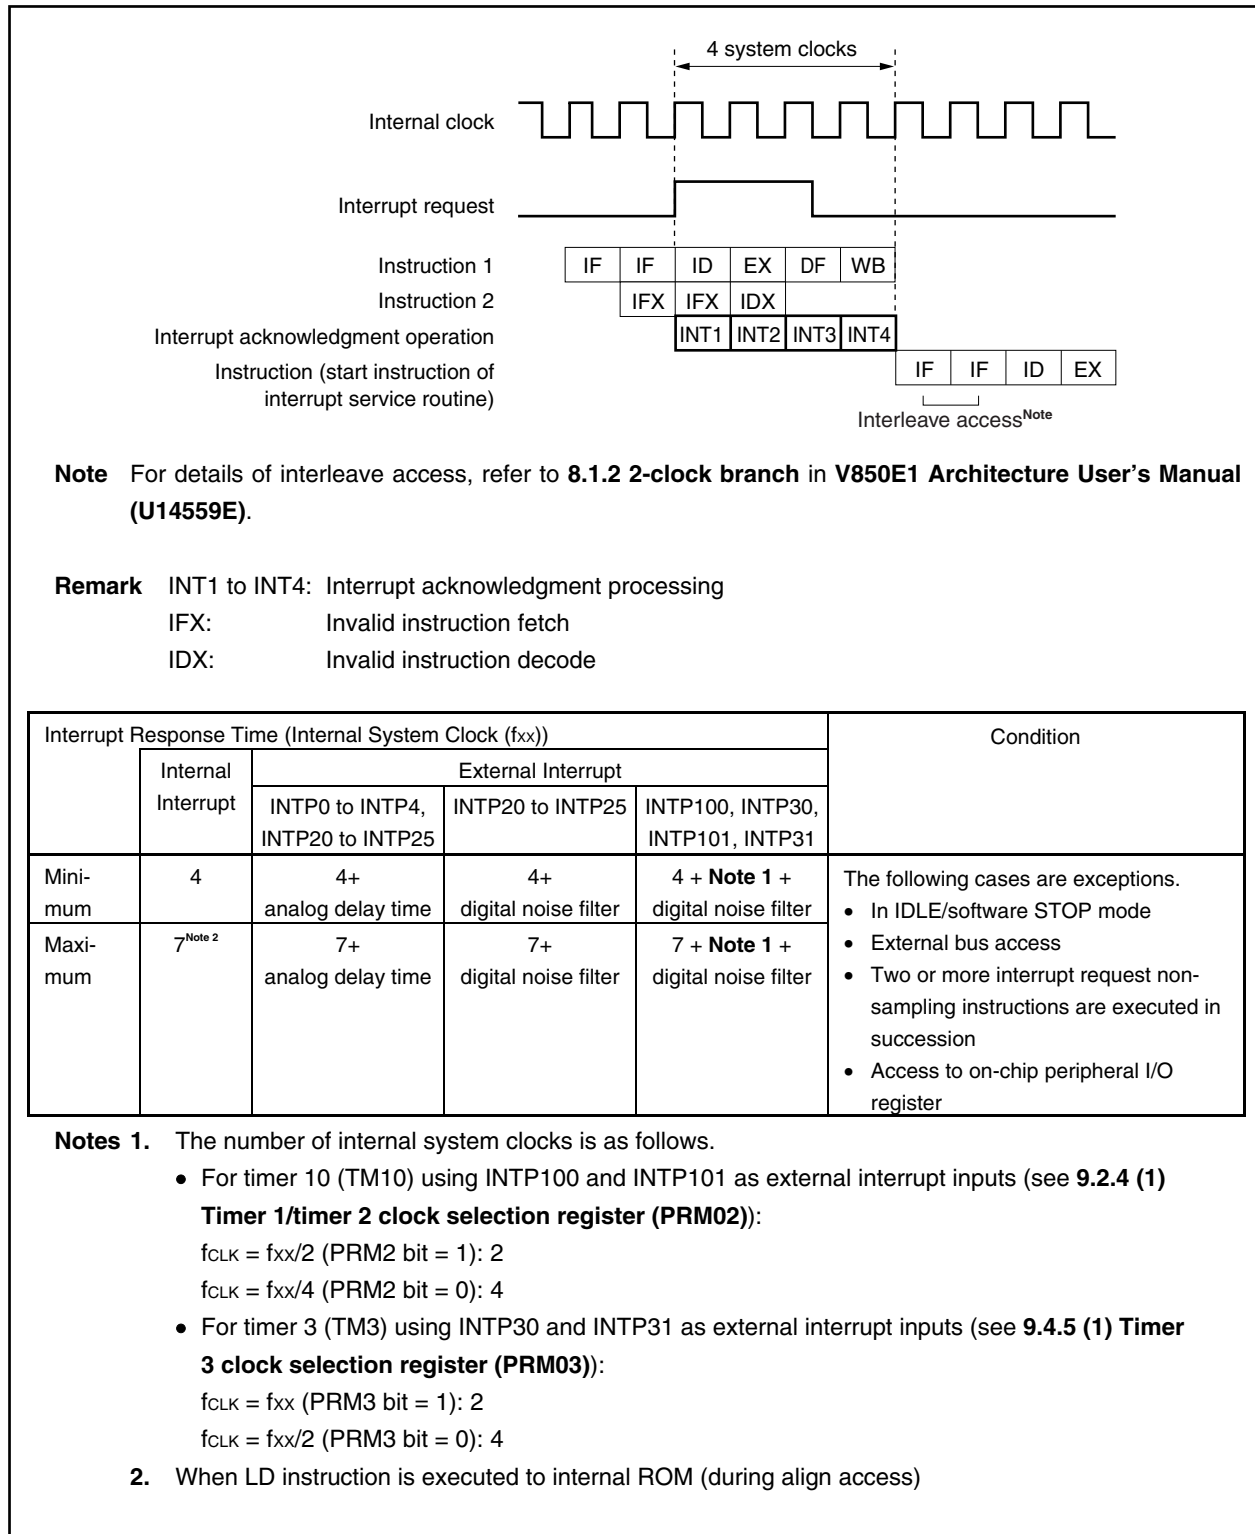 4 system clocks
Internal clock
Interrupt request
Instruction 1
IF IF ID EX DF WB
Instruction 2
IFX IFX IDX
Interrupt acknowledgment operation
INT1 INT2 INT3 INT4
Instruction (start instruction of
interrupt service routine)
IF IF ID EX
Interleave accessNote
Note For details of interleave access, refer to 8.1.2 2-clock branch in V850E1 Architecture User's Manual
(U14559E).
Remark INT1 to INT4: Interrupt acknowledgment processing
IFX: Invalid instruction fetch
IDX: Invalid instruction decode
Interrupt Response Time (Internal System Clock (fxx)) Condition
Internal External Interrupt
Interrupt INTP0 to INTP4, INTP20 to INTP25 INTP100, INTP30,
INTP20 to INTP25 INTP101, INTP31
Mini- 4 4+ 4+ 4 + Note 1 + The following cases are exceptions.
mum analog delay time digital noise filter digital noise filter • In IDLE/software STOP mode
Maxi- 7Note 2 7+ 7+ 7 + Note 1 + • External bus access
mum analog delay time digital noise filter digital noise filter • Two or more interrupt request non-
sampling instructions are executed in
succession
• Access to on-chip peripheral I/O
register
Notes 1. The number of internal system clocks is as follows.
• For timer 10 (TM10) using INTP100 and INTP101 as external interrupt inputs (see 9.2.4 (1)
Timer 1/timer 2 clock selection register (PRM02)):
fCLK = fXX/2 (PRM2 bit = 1): 2
fCLK = fXX/4 (PRM2 bit = 0): 4
• For timer 3 (TM3) using INTP30 and INTP31 as external interrupt inputs (see 9.4.5 (1) Timer
3 clock selection register (PRM03)):
fCLK = fXX (PRM3 bit = 1): 2
fCLK = fXX/2 (PRM3 bit = 0): 4
2. When LD instruction is executed to internal ROM (during align access)